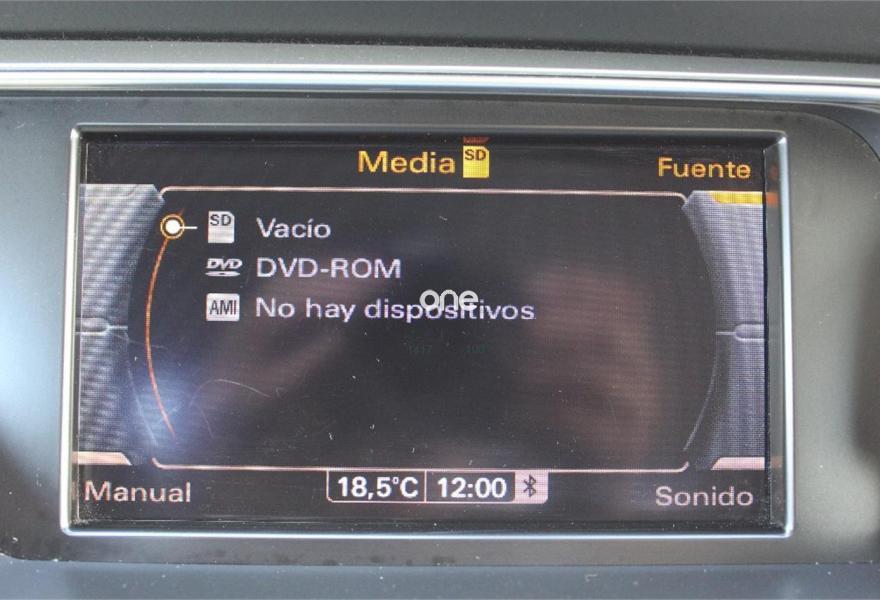 Media SD
Fuente
SD Vacío
DVD DVD-ROM
AMI No hay dispositivos
one
Manual
18,5°C 12:00
Sonido